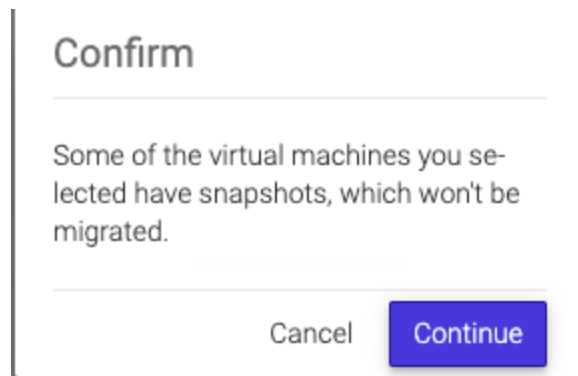 Confirm
Some of the virtual machines you se-
lected have snapshots, which won't be
migrated.
Cancel
Continue